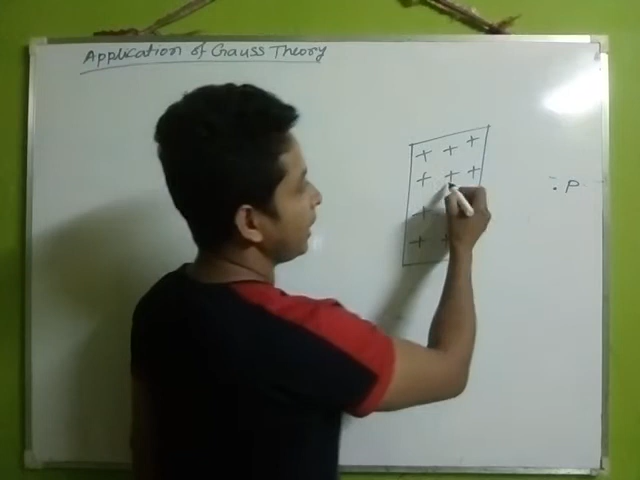 Application of Gauss Theory
+ + +
+ + +
+
+ +
. P